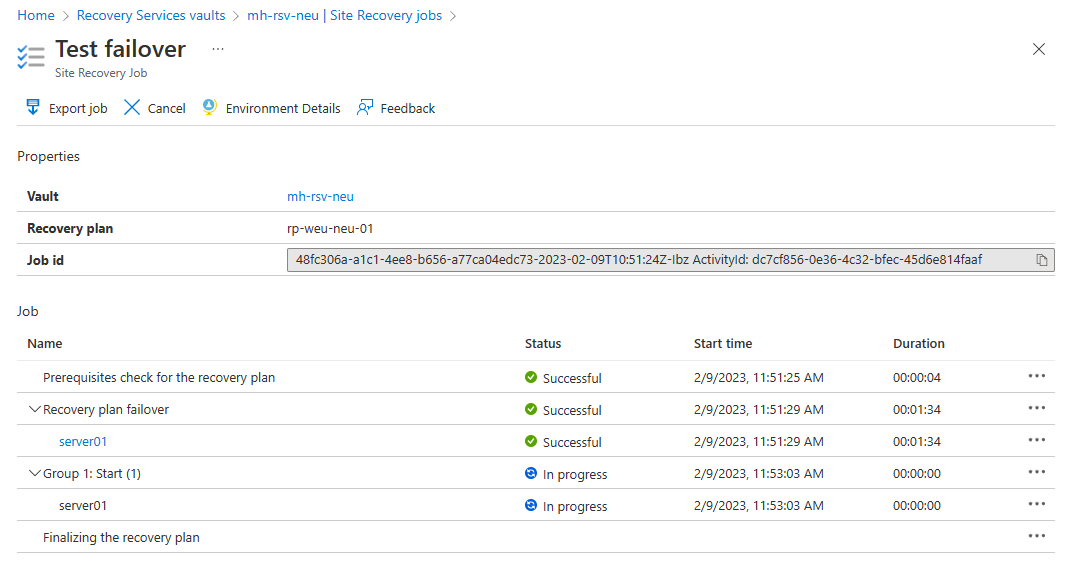 Home > Recovery Services vaults > mh-rsv-neu | Site Recovery jobs >
Test failover ...
Site Recovery Job
Export job Cancel Environment Details Feedback
Properties
Vault mh-rsv-neu
Recovery plan rp-weu-neu-01
Job id 48fc306a-a1c1-4ee8-b656-a77ca04edc73-2023-02-09T10:51:24Z-Ibz ActivityId: dc7cf856-0e36-4c32-bfec-45d6e814faaf
Job
Name Status Start time Duration
Prerequisites check for the recovery plan Successful 2/9/2023, 11:51:25 AM 00:00:04 ...
Recovery plan failover Successful 2/9/2023, 11:51:29 AM 00:01:34 ...
server01 Successful 2/9/2023, 11:51:29 AM 00:01:34 ...
Group 1: Start (1) In progress 2/9/2023, 11:53:03 AM 00:00:00 ...
server01 In progress 2/9/2023, 11:53:03 AM 00:00:00 ...
Finalizing the recovery plan ...